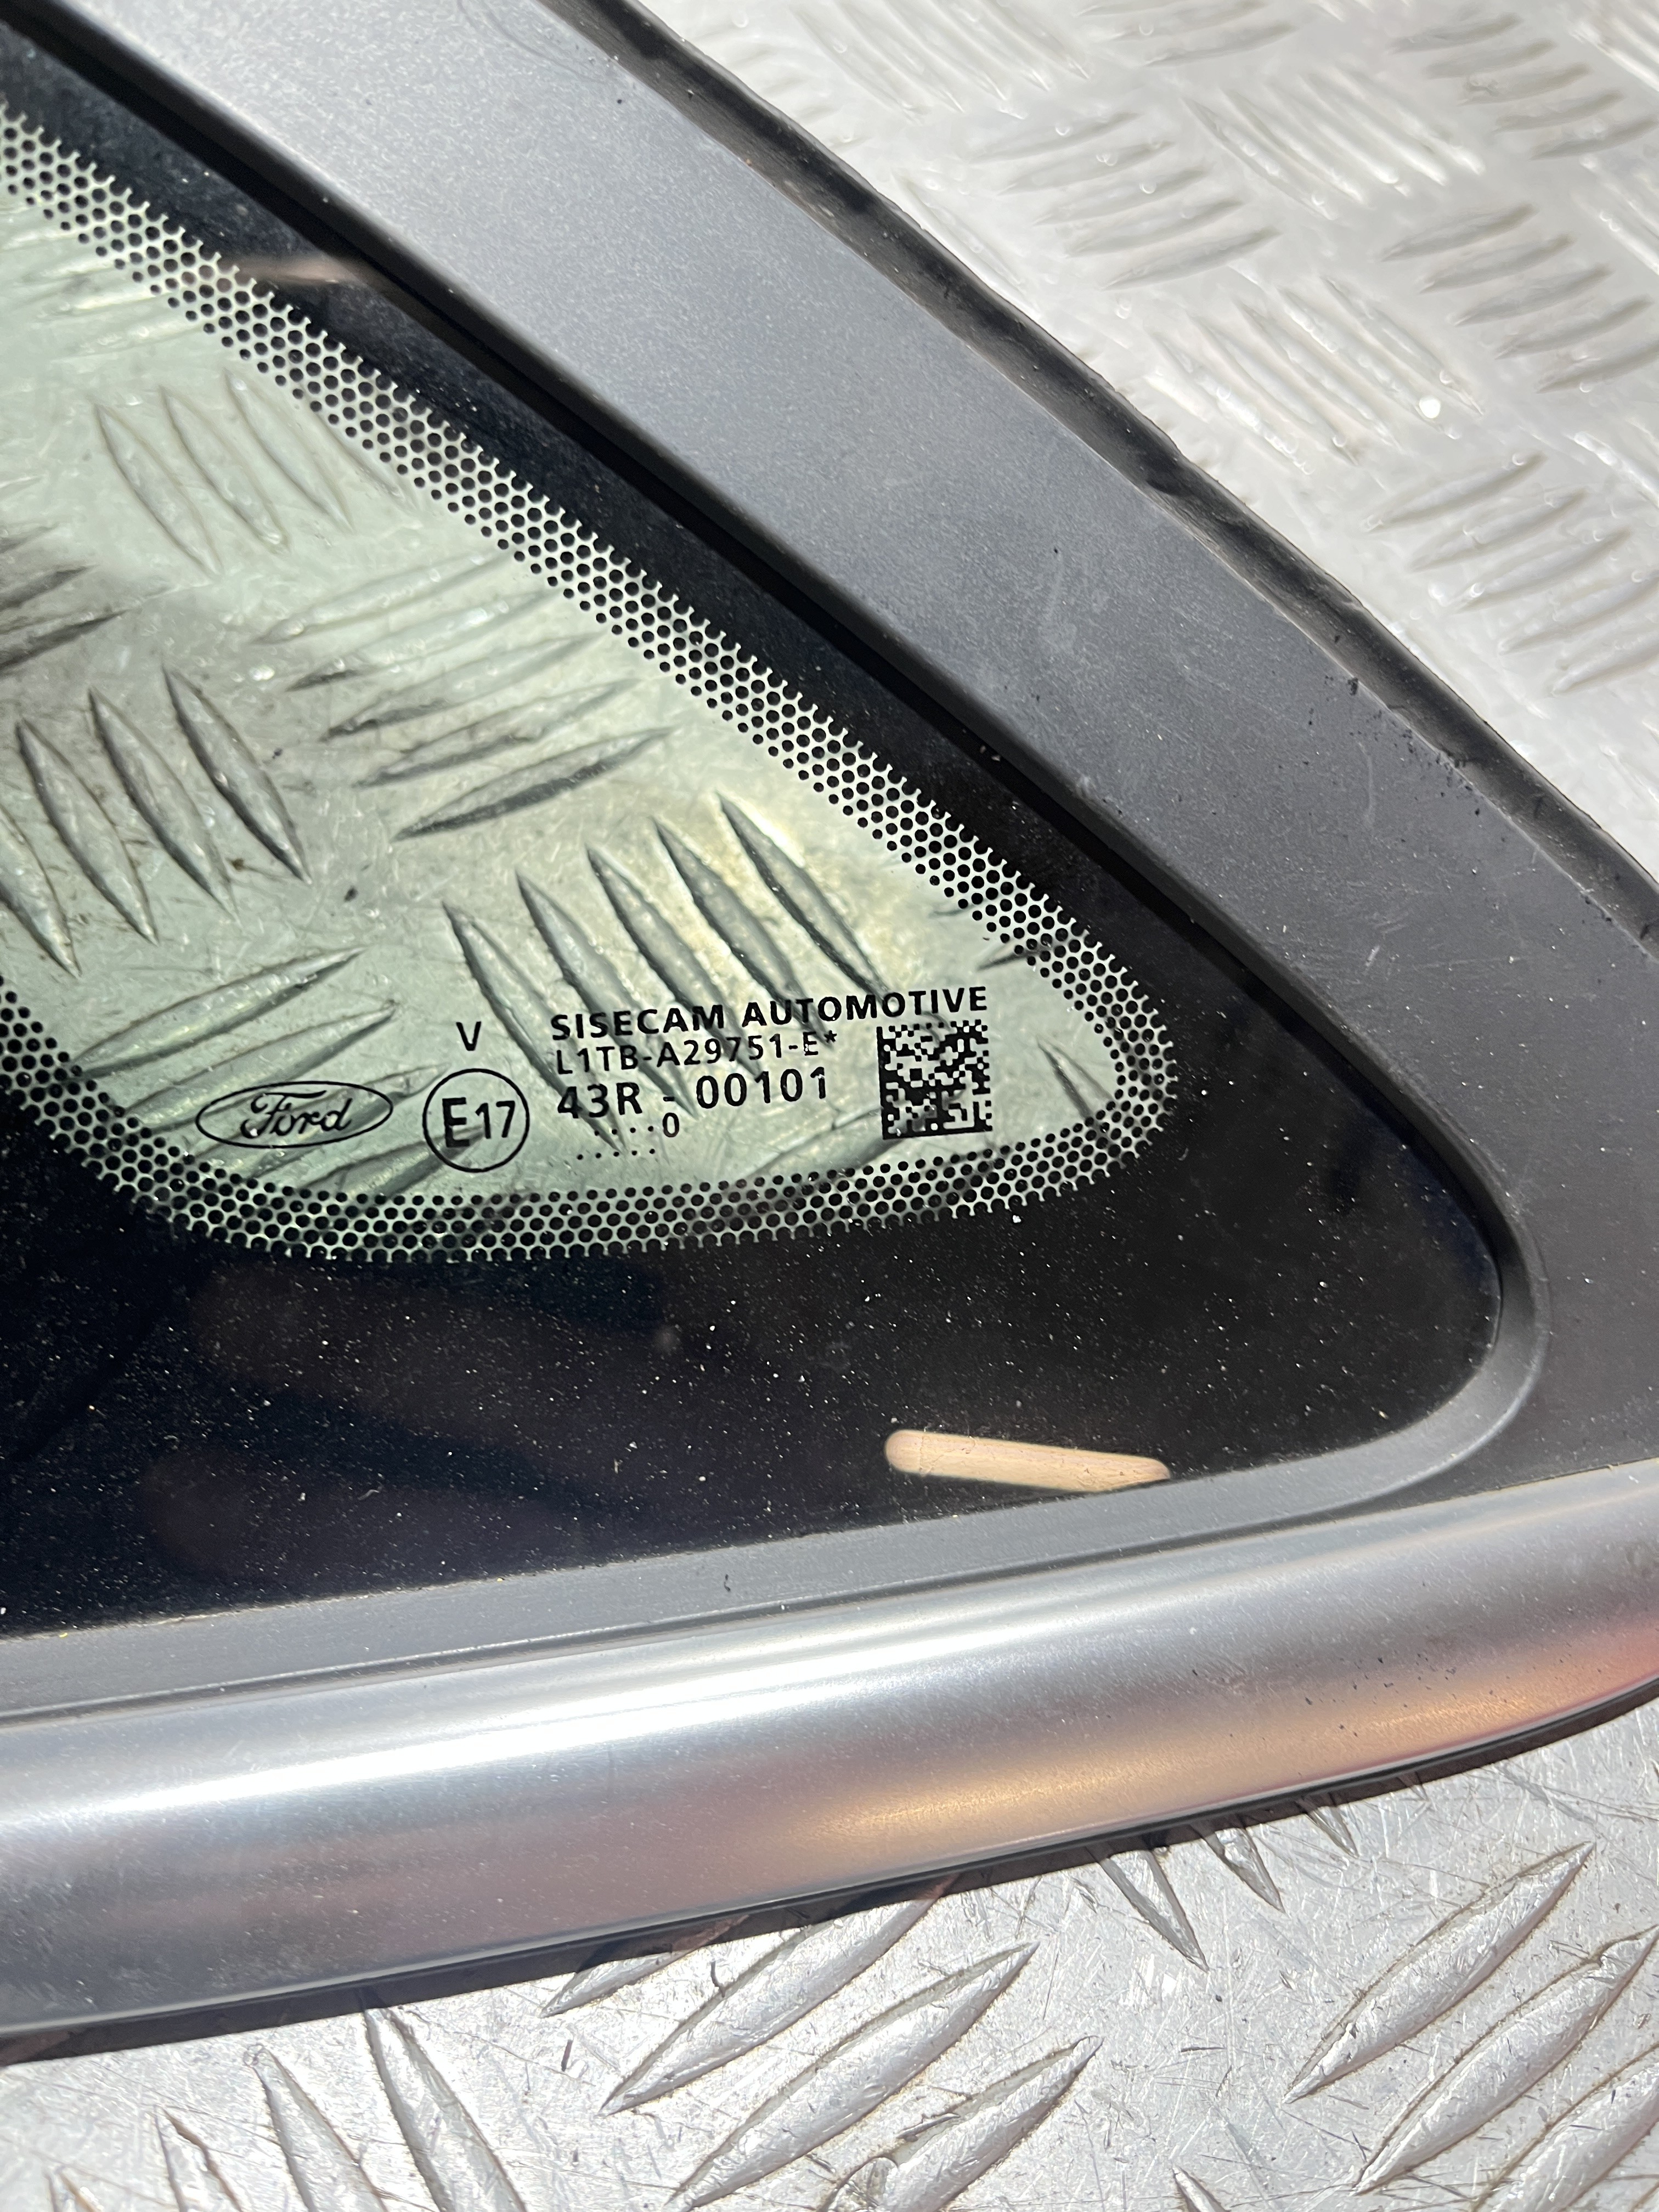 V
SISECAM AUTOMOTIVE
L1TB-A29751-E*
Ford
E17
43R - 00101
....0
.....